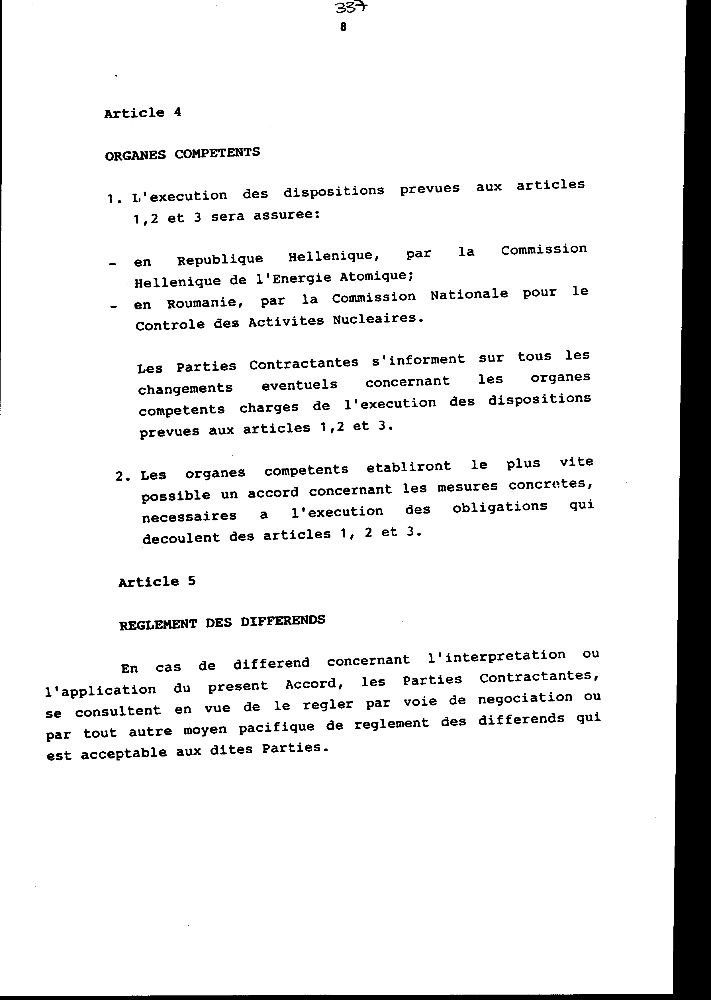 337
8
Article 4
ORGANES COMPETENTS
1. L'execution des dispositions prevues aux articles
1,2 et 3 sera assuree:
- en Republique Hellenique, par la Commission
Hellenique de l'Energie Atomique;
- en Roumanie, par la Commission Nationale pour le
Controle des Activites Nucleaires.
Les Parties Contractantes s'informent sur tous les
changements eventuels concernant les organes
competents charges de l'execution des dispositions
prevues aux articles 1,2 et 3.
2. Les organes competents etabliront le plus vite
possible un accord concernant les mesures concretes,
necessaires a l'execution des obligations qui
decoulent des articles 1, 2 et 3.
Article 5
REGLEMENT DES DIFFERENDS
En cas de differend concernant l'interpretation ou
l'application du present Accord, les Parties Contractantes,
se consultent en vue de le regler par voie de negociation ou
par tout autre moyen pacifique de reglement des differends qui
est acceptable aux dites Parties.